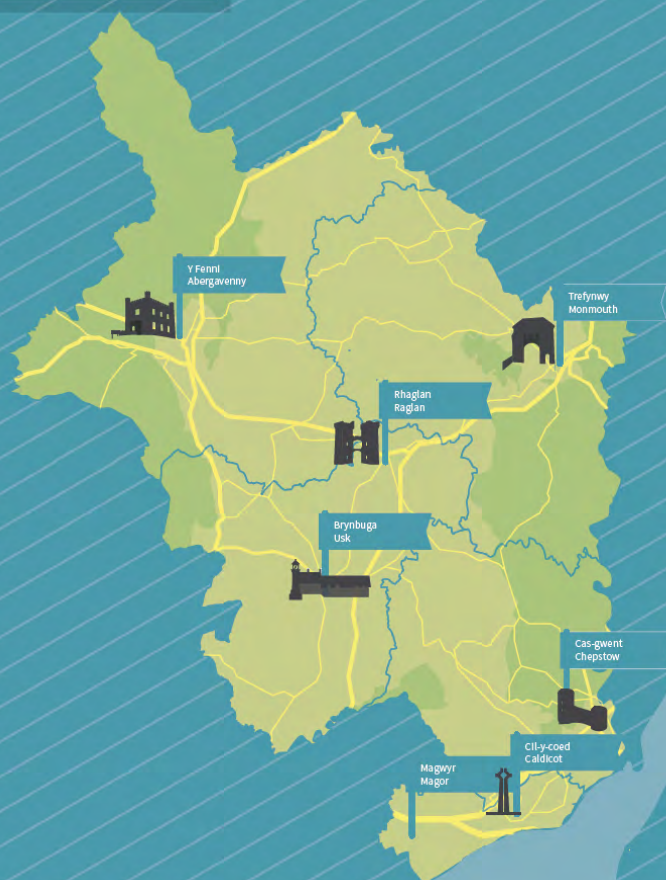 Y Fenni
Abergavenny
Trefynwy
Monmouth
Rhaglan
Raglan
Brynbuga
Usk
Cas-gwent
Chepstow
Cil-y-coed
Caldicot
Magwyr
Magor